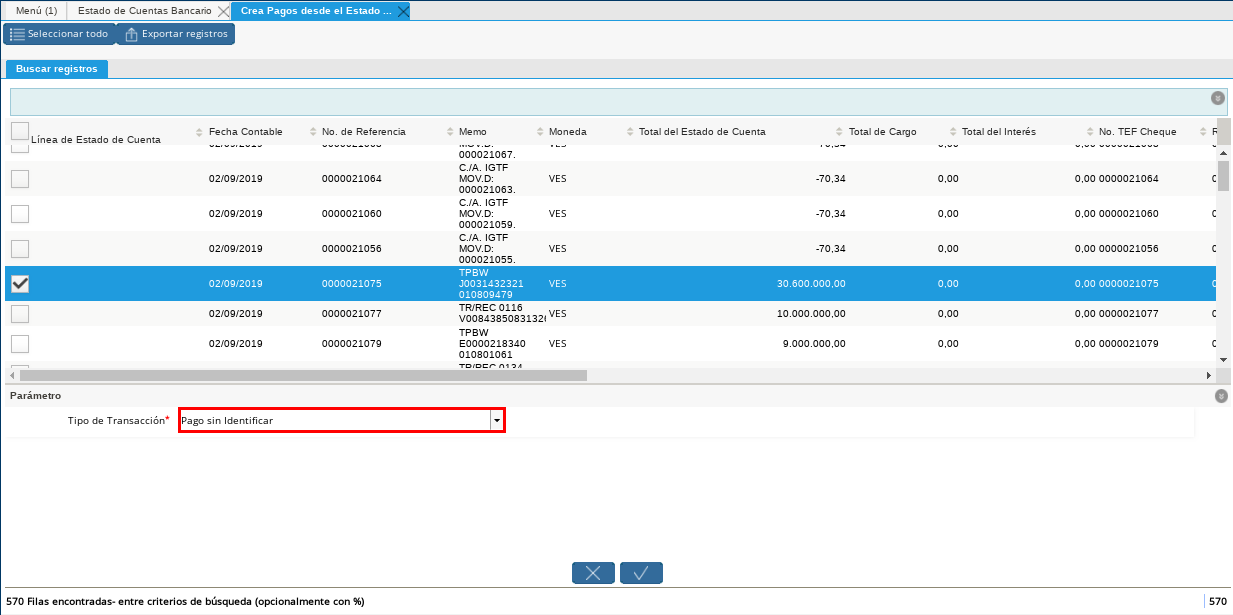 Menú (1) Estado de Cuentas Bancario Crea Pagos desde el Estado ...
Seleccionar todo Exportar registros
Buscar registros
Línea de Estado de Cuenta Fecha Contable No. de Referencia Memo Moneda Total del Estado de Cuenta Total de Cargo Total del Interés No. TEF Cheque
000021067.
C./A. IGTF
02/09/2019 0000021064 MOV.D: VES -70,34 0,00 0,00 0000021064
000021063.
C./A. IGTF
02/09/2019 0000021060 MOV.D: VES -70,34 0,00 0,00 0000021060
000021059.
C./A. IGTF
02/09/2019 0000021056 MOV.D: VES -70,34 0,00 0,00 0000021056
000021055.
TPBW
02/09/2019 0000021075 J0031432321 VES 30.600.000,00 0,00 0,00 0000021075
010809479
TR/REC 0116
02/09/2019 0000021077 V0084385083132 VES 10.000.000,00 0,00 0,00 0000021077
TPBW
02/09/2019 0000021079 E0000218340 VES 9.000.000,00 0,00 0,00 0000021079
010801061
TR/REC 0134
Parámetro
Tipo de Transacción* Pago sin Identificar
570 Filas encontradas- entre criterios de búsqueda (opcionalmente con %) 570